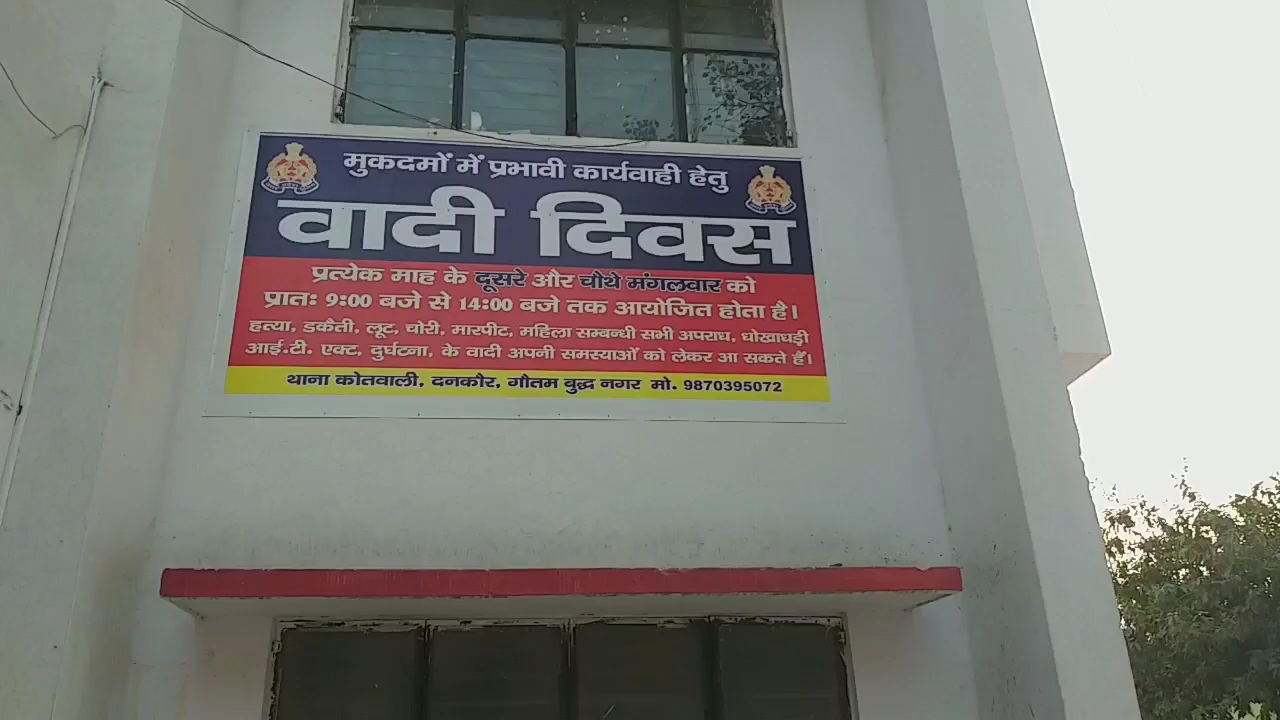 मुकदमों में प्रभावी कार्यवाही हेतु
वादी दिवस
प्रत्येक माह के दूसरे और चौथे मंगलवार को
प्रातः 9:00 बजे से 14:00 बजे तक आयोजित होता है।
हत्या, डकैती, लूट, चोरी, मारपीट, महिला सम्बन्धी सभी अपराध, धोखाधड़ी
आई.टी. एक्ट, दुर्घटना, के वादी अपनी समस्याओं को लेकर आ सकते हैं।
थाना कोतवाली, दनकौर, गौतम बुद्ध नगर मो. 9870395072